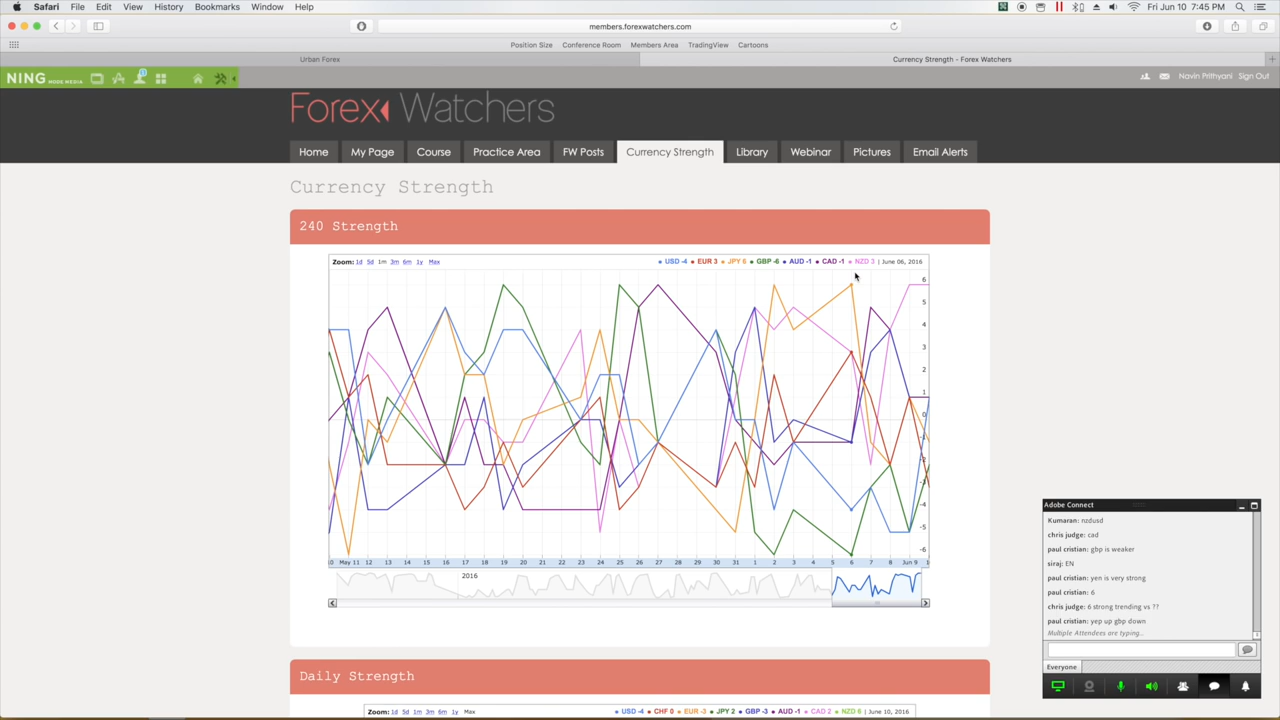 Safari File Edit View History Bookmarks Window Help Fri Jun 10 7:45 PM
members.forexwatchers.com
Position Size Conference Room Members Area TradingView Cartoons
Urban Forex Currency Strength - Forex Watchers
NING MODE MEDIA 1 Navin Prithyani Sign Out
Forex Watchers
Home My Page Course Practice Area FW Posts Currency Strength Library Webinar Pictures Email Alerts
Currency Strength
240 Strength
Zoom: 1d 5d 1m 3m 6m 1y Max USD -4 EUR 3 JPY 6 GBP -6 AUD -1 CAD -1 NZD 3 | June 06, 2016
6
5
4
3
2
1
0
-2
-4
-5
-6
10 May 11 12 13 14 15 16 17 18 19 20 21 22 23 24 25 26 27 28 29 30 31 1 2 3 4 5 6 7 8 Jun 9
2016
Daily Strength
Zoom: 1d 5d 1m 3m 6m 1y Max USD -4 CHF 0 EUR -3 JPY 2 GBP -3 AUD -1 CAD 2 NZD 6 | June 10, 2016
Adobe Connect
Kumaran: nzdusd
chris judge: cad
paul cristian: gbp is weaker
siraj: EN
paul cristian: yen is very strong
paul cristian: 6
chris judge: 6 strong trending vs ??
paul cristian: yep up gbp down
Multiple Attendees are typing...
Everyone